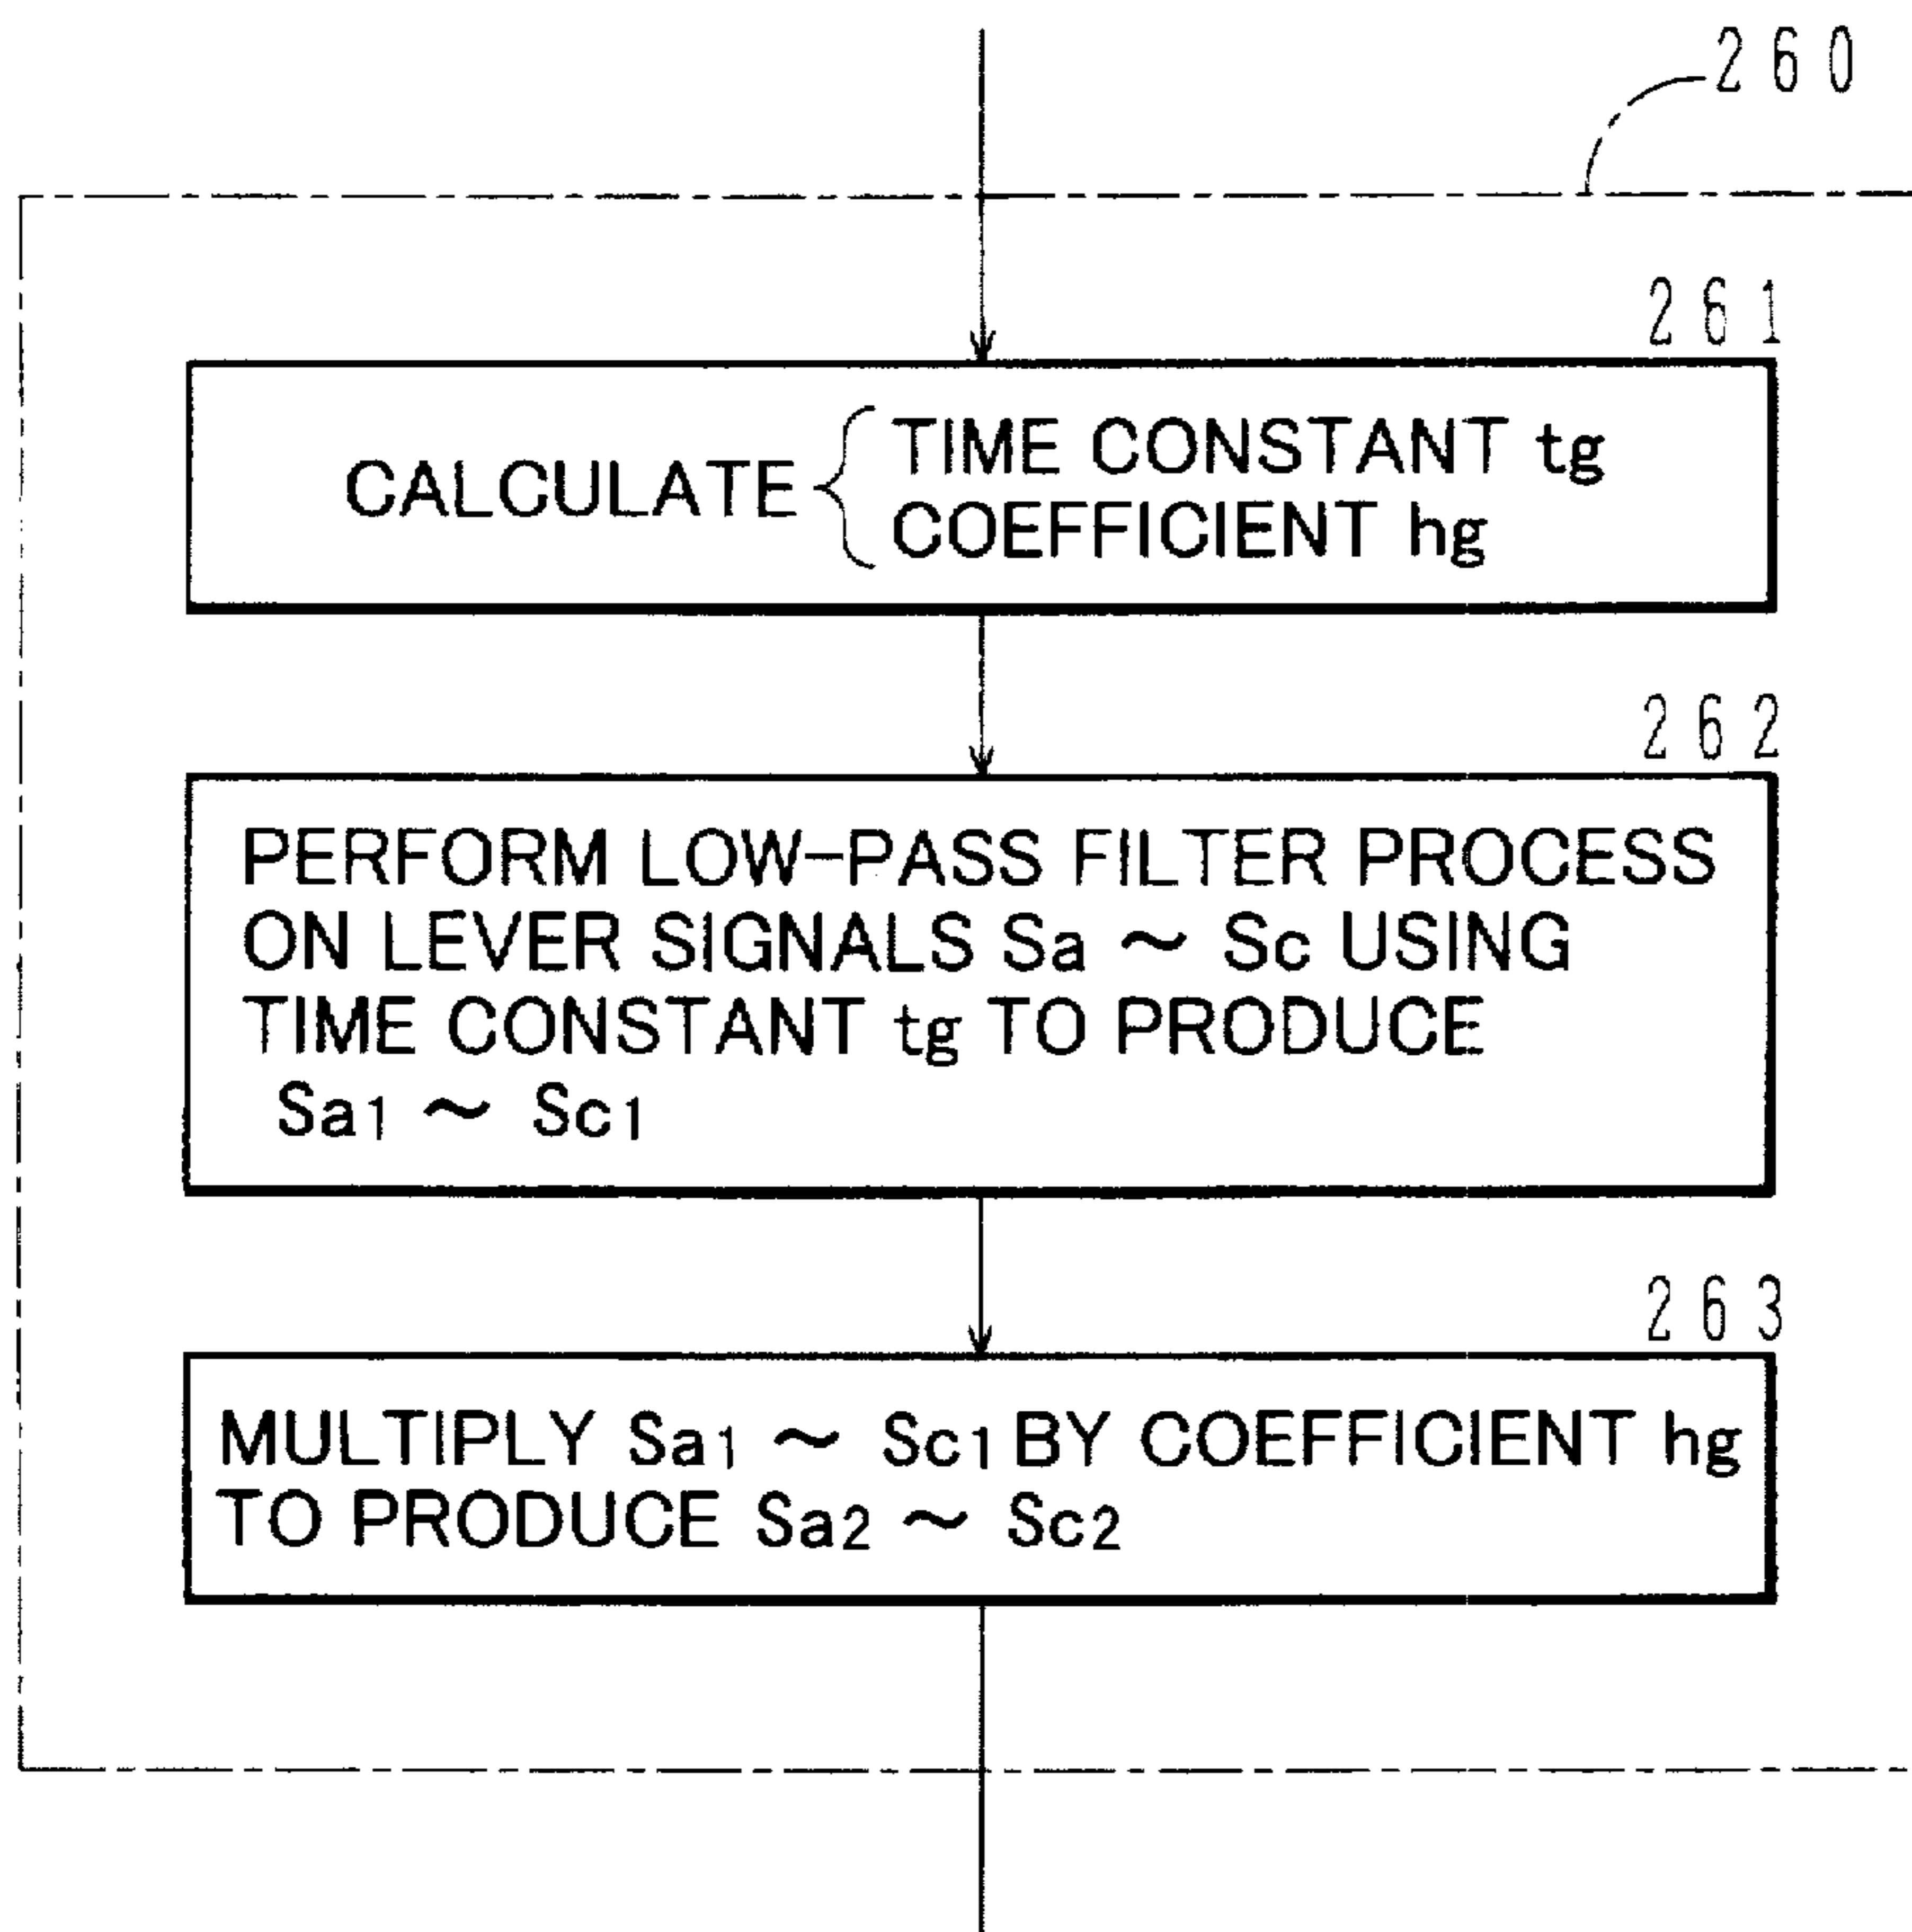 260
261
CALCULATE { TIME CONSTANT tg
COEFFICIENT hg
262
PERFORM LOW-PASS FILTER PROCESS
ON LEVER SIGNALS Sa ~ Sc USING
TIME CONSTANT tg TO PRODUCE
Sa1 ~ Sc1
263
MULTIPLY Sa1 ~ Sc1 BY COEFFICIENT hg
TO PRODUCE Sa2 ~ Sc2